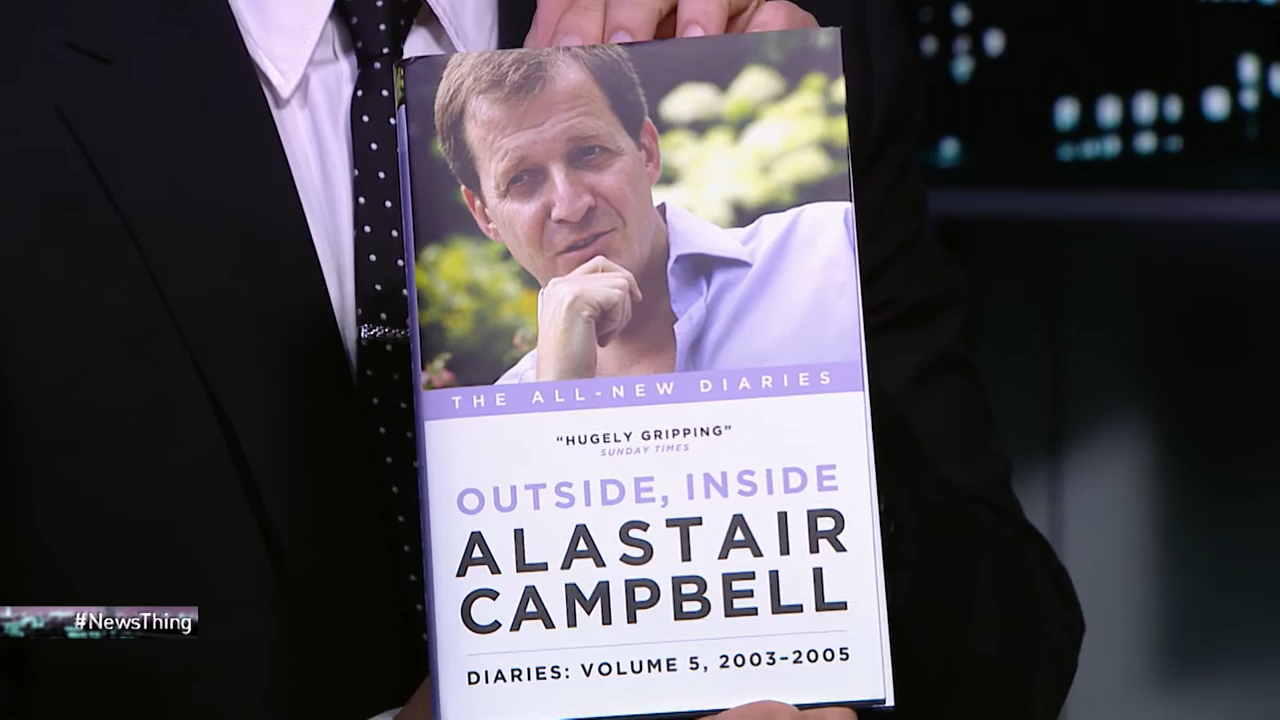 THE ALL-NEW DIARIES
“HUGELY GRIPPING”
SUNDAY TIMES
OUTSIDE, INSIDE
ALASTAIR
CAMPBELL
DIARIES: VOLUME 5, 2003–2005
#NewsThing